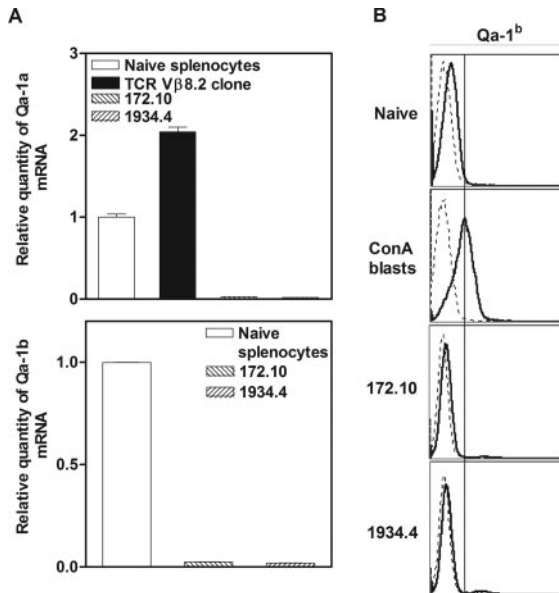 A
Relative quantity of Qa-1a
mRNA
3
2
1
0
Naive splenocytes
TCR Vβ8.2 clone
172.10
1934.4
Relative quantity of Qa-1b
mRNA
1.0
0.5
0.0
Naive
splenocytes
172.10
1934.4
B
Qa-1b
Naive
ConA
blasts
172.10
1934.4